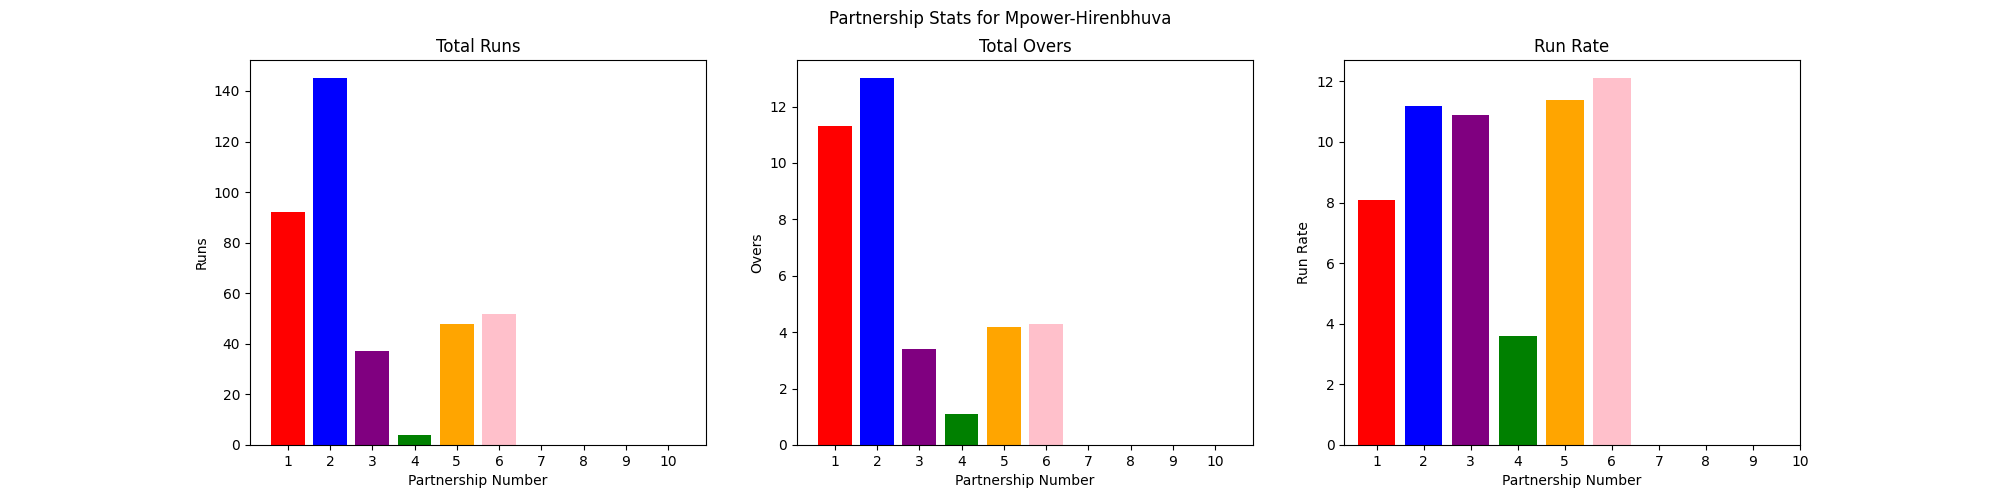 Partnership Stats for Mpower-Hirenbhuva
Total Runs
140
120
100
80
60
40
20
0
Runs
1 2 3 4 5 6 7 8 9 10
Partnership Number
Total Overs
12
10
8
6
4
2
0
Overs
1 2 3 4 5 6 7 8 9 10
Partnership Number
Run Rate
12
10
8
6
4
2
0
Run Rate
1 2 3 4 5 6 7 8 9 10
Partnership Number